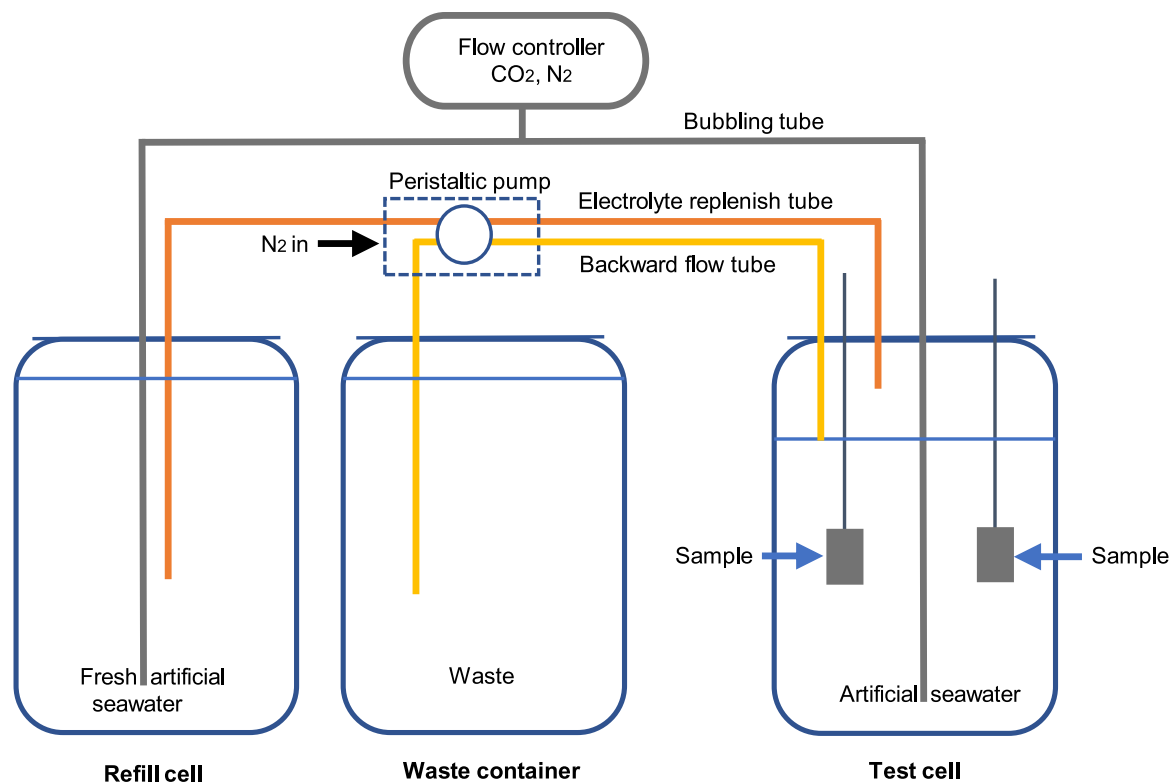 Flow controller
CO2, N2
Bubbling tube
Peristaltic pump
Electrolyte replenish tube
N2 in
Backward flow tube
Sample
Sample
Fresh artificial
seawater
Waste
Artificial seawater
Refill cell
Waste container
Test cell